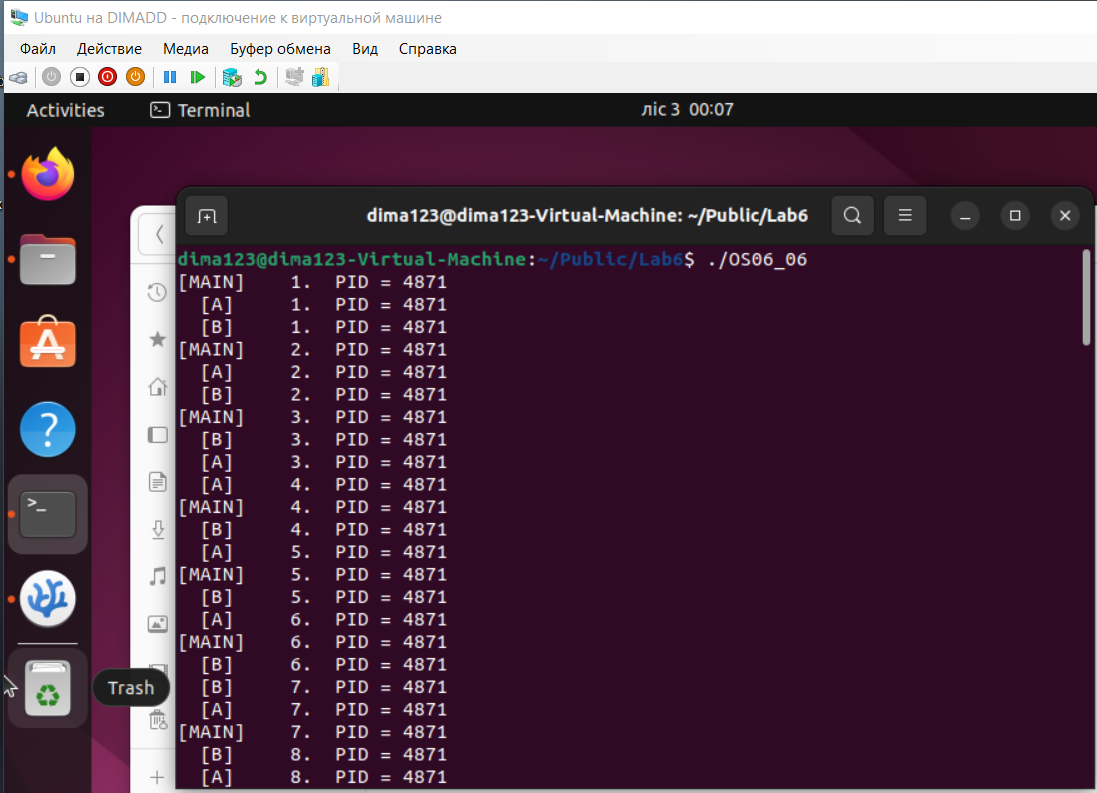 Ubuntu на DIMADD - подключение к виртуальной машине
Файл Действие Медиа Буфер обмена Вид Справка
Activities Terminal ліс 3 00:07
dima123@dima123-Virtual-Machine: ~/Public/Lab6
dima123@dima123-Virtual-Machine:~/Public/Lab6$ ./OS06_06
[MAIN] 1. PID = 4871
[A] 1. PID = 4871
[B] 1. PID = 4871
[MAIN] 2. PID = 4871
[A] 2. PID = 4871
[B] 2. PID = 4871
[MAIN] 3. PID = 4871
[B] 3. PID = 4871
[A] 3. PID = 4871
[A] 4. PID = 4871
[MAIN] 4. PID = 4871
[B] 4. PID = 4871
[A] 5. PID = 4871
[MAIN] 5. PID = 4871
[B] 5. PID = 4871
[A] 6. PID = 4871
[MAIN] 6. PID = 4871
[B] 6. PID = 4871
[B] 7. PID = 4871
[A] 7. PID = 4871
[MAIN] 7. PID = 4871
[B] 8. PID = 4871
[A] 8. PID = 4871
Trash